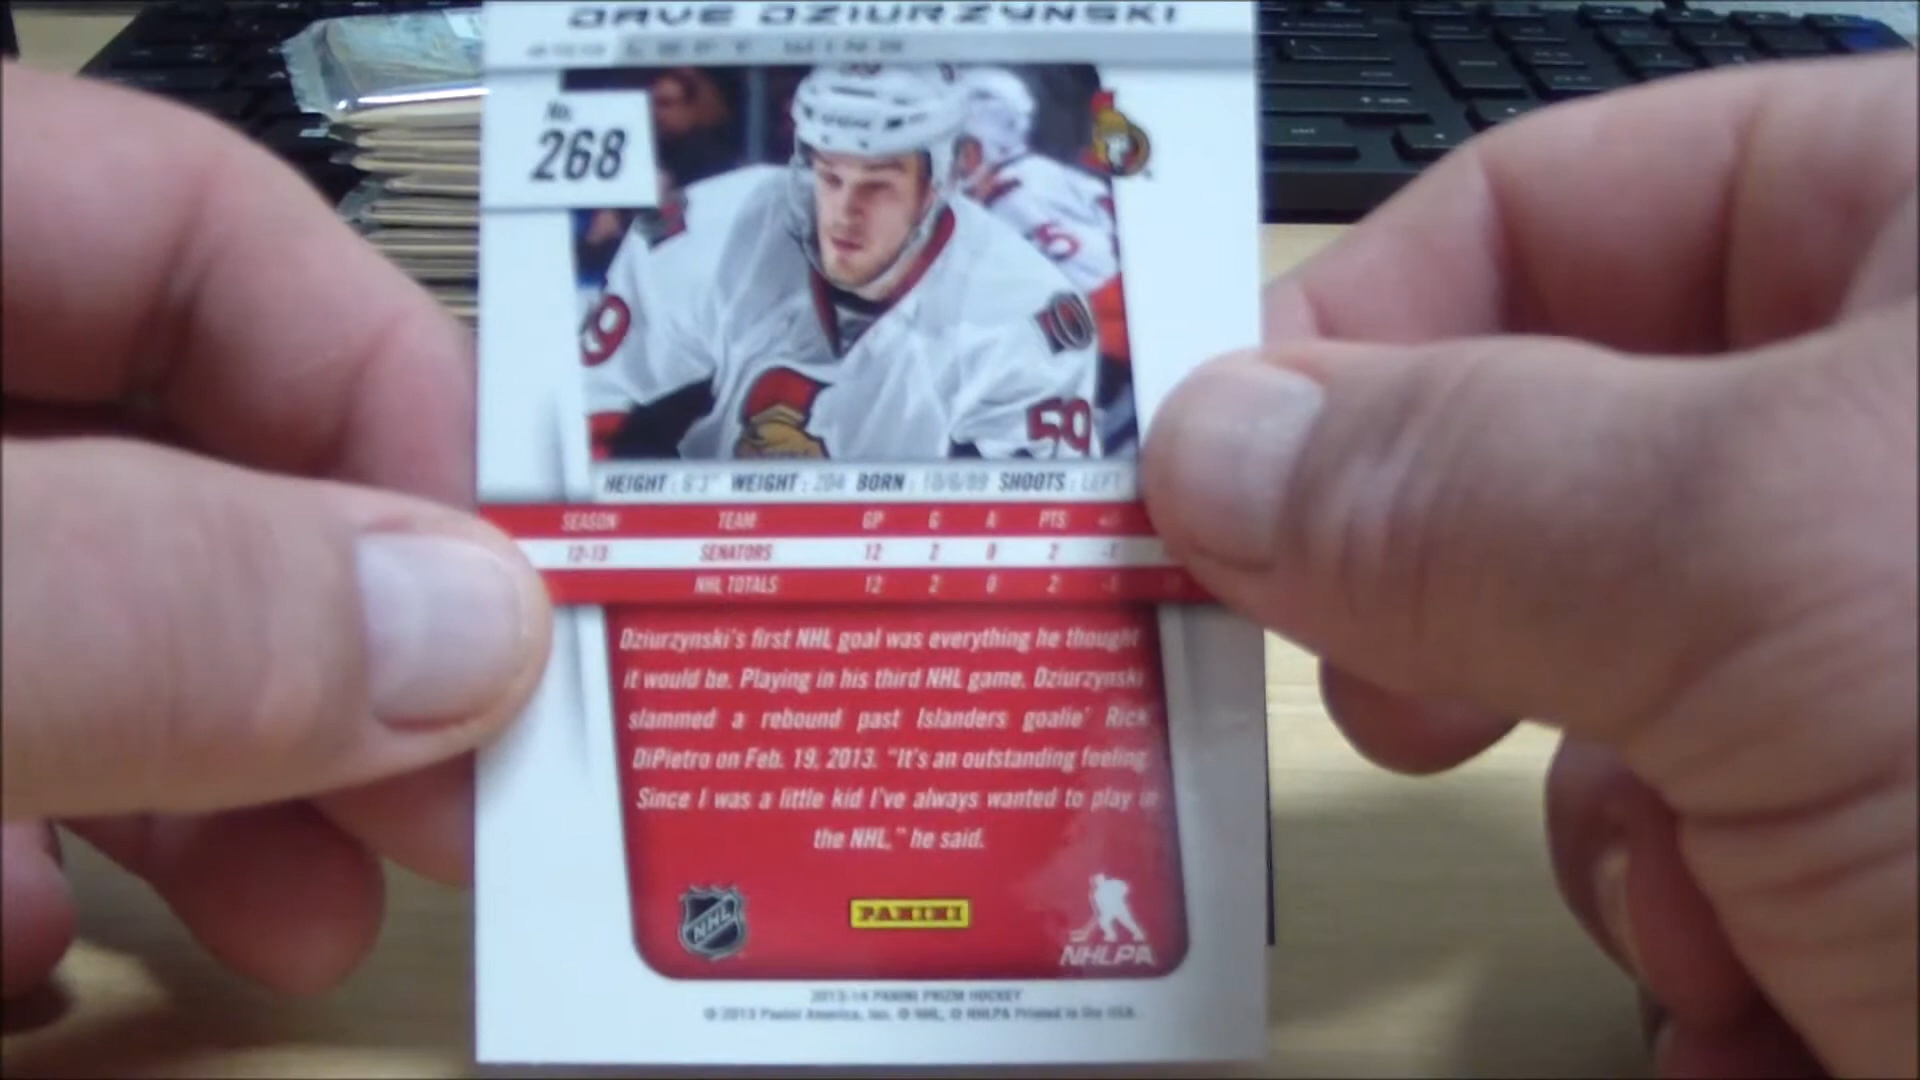 DAVE DZIURZYNSKI
No.
268
59
HEIGHT : 6'3" WEIGHT : 204 BORN : 10/6/89 SHOOTS : LEFT
SEASON TEAM GP G A PTS +/-
12-13 SENATORS 12 2 0 2
NHL TOTALS 12 2 0 2
Dziurzynski's first NHL goal was everything he thought
it would be. Playing in his third NHL game, Dziurzynski
slammed a rebound past Islanders goalie' Rick
DiPietro on Feb. 19, 2013. "It's an outstanding feeling
Since I was a little kid I've always wanted to play in
the NHL," he said.
NHL PANINI NHLPA
2013-14 PANINI PRIZM HOCKEY
© 2013 Panini America, Inc. © NHL, © NHLPA Printed in the USA.